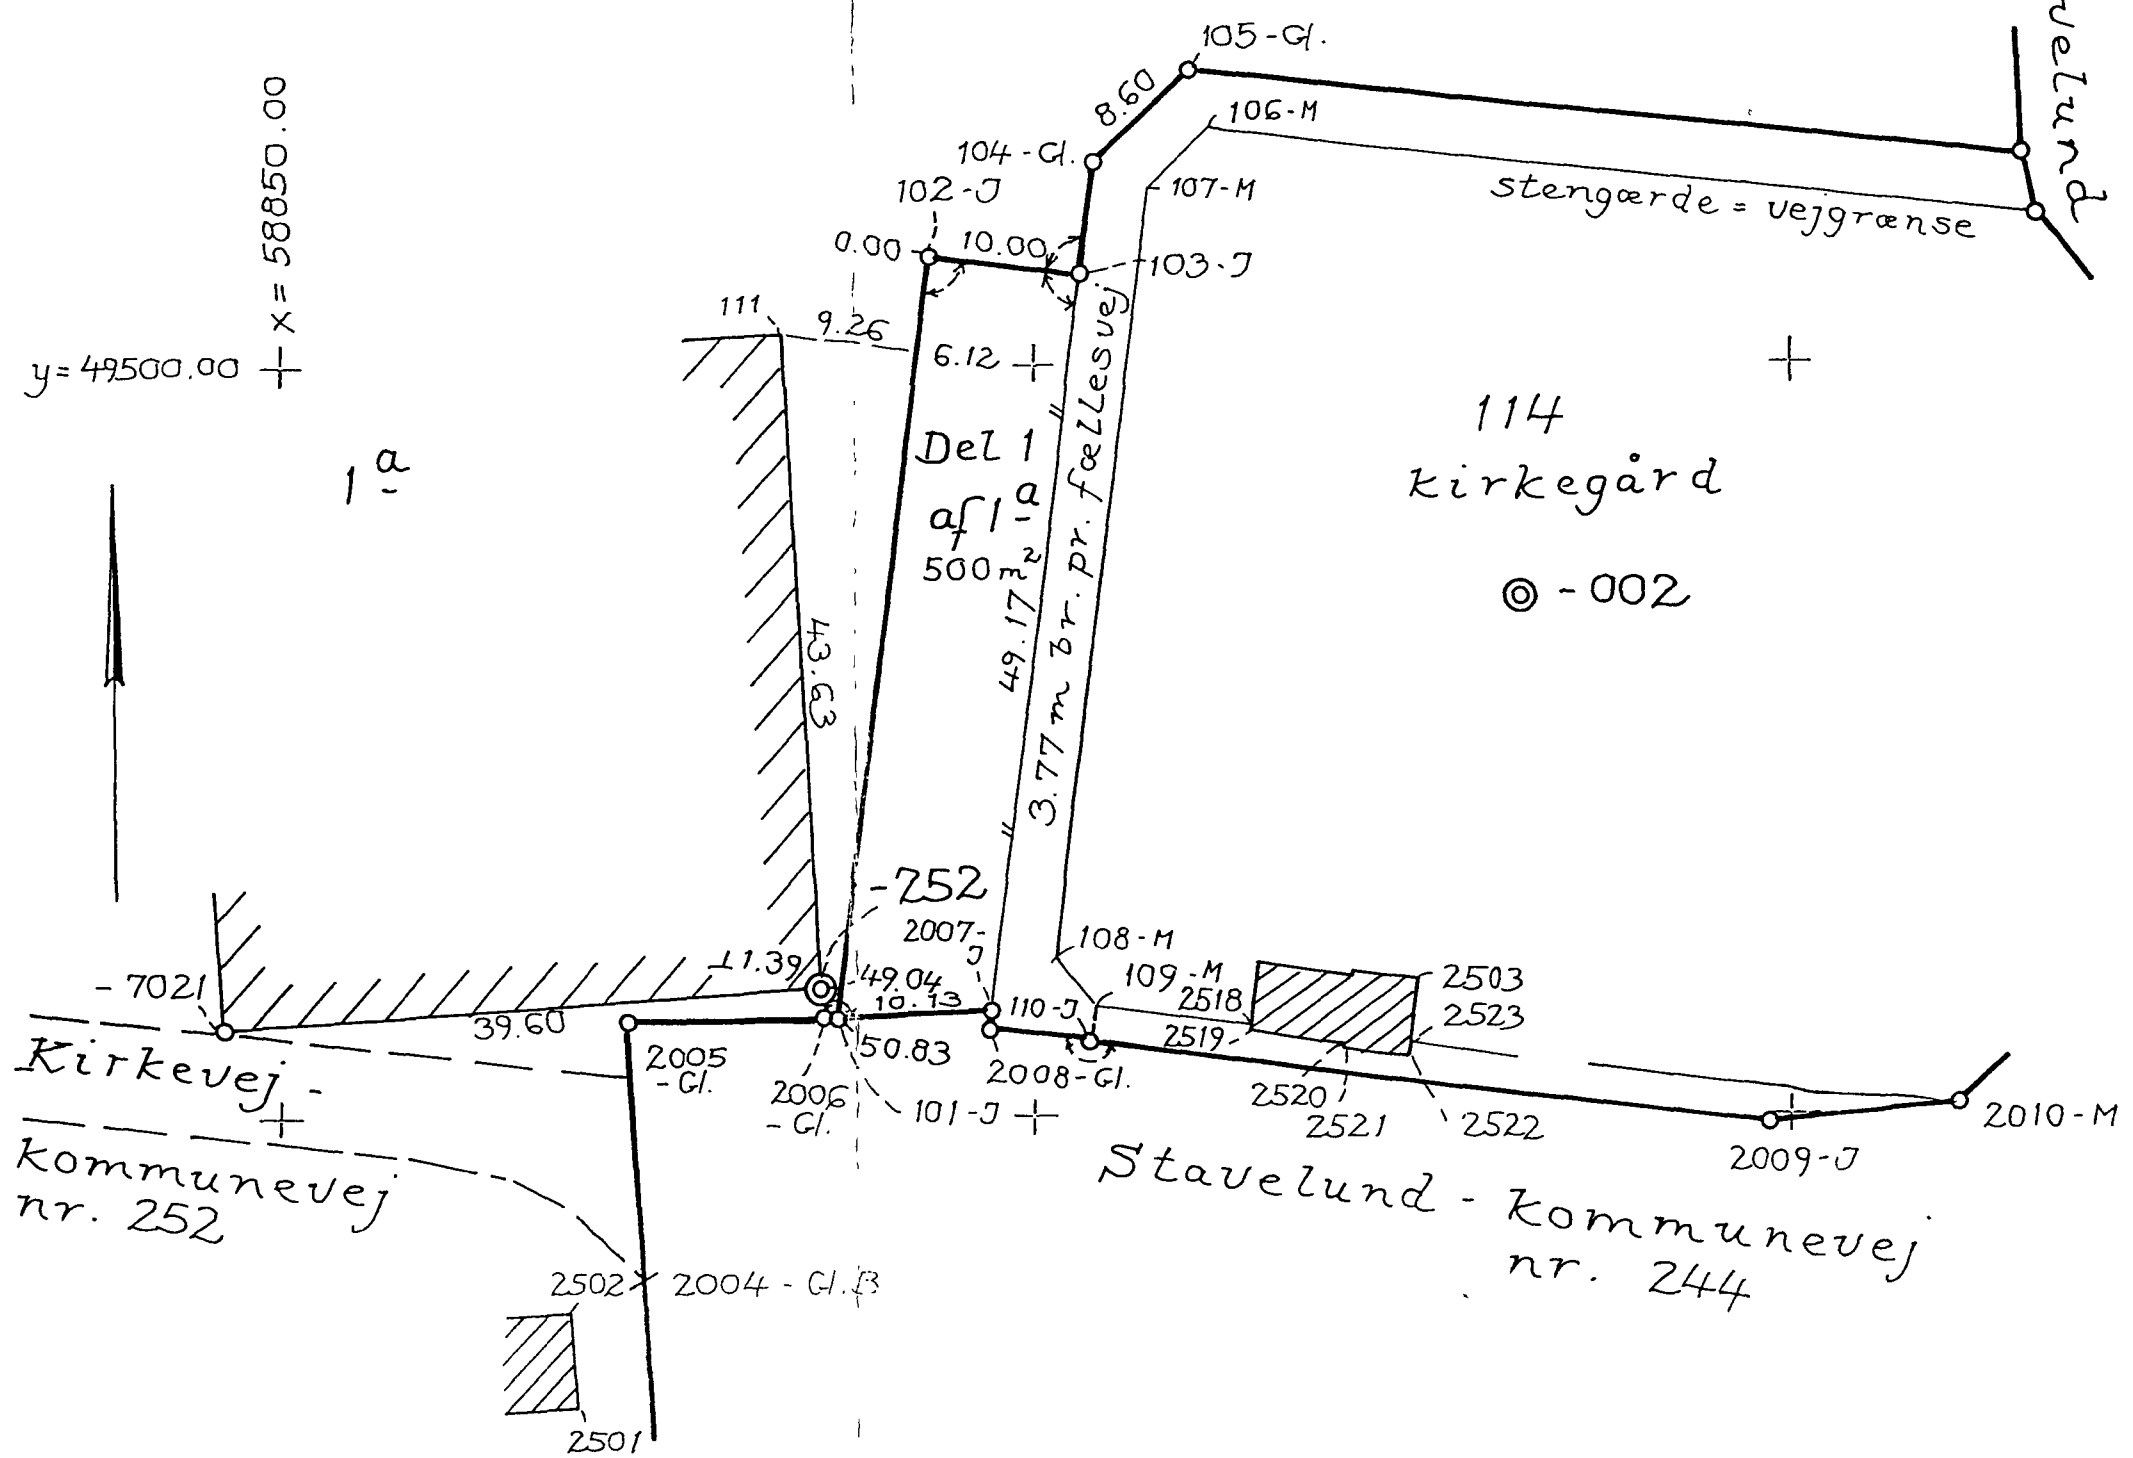 105-Gl.
velund
8.60
106-M
104-Gl.
102-J
107-M
stengærde = vejgrænse
x = 58850.00
0.00
10.00
103-J
111
9.26
6.12
y = 49500.00
1a
Del 1
af 1a
500 m²
49.17
3.77 m br. pr. fællesvej
43.63
114
kirkegård
-002
-252
2007-
J
108-M
11.39
49.04
10.13
109-M
2518
2503
-7021
110-J
2519
2523
39.60
50.83
Kirkevej -
2005
-Gl.
2006
-Gl.
2008-Gl.
101-J
2520
2521
2522
2010-M
2009-J
kommunevej
nr. 252
Stavelund - kommunevej
nr. 244
2502
2004 - Gl.B
2501